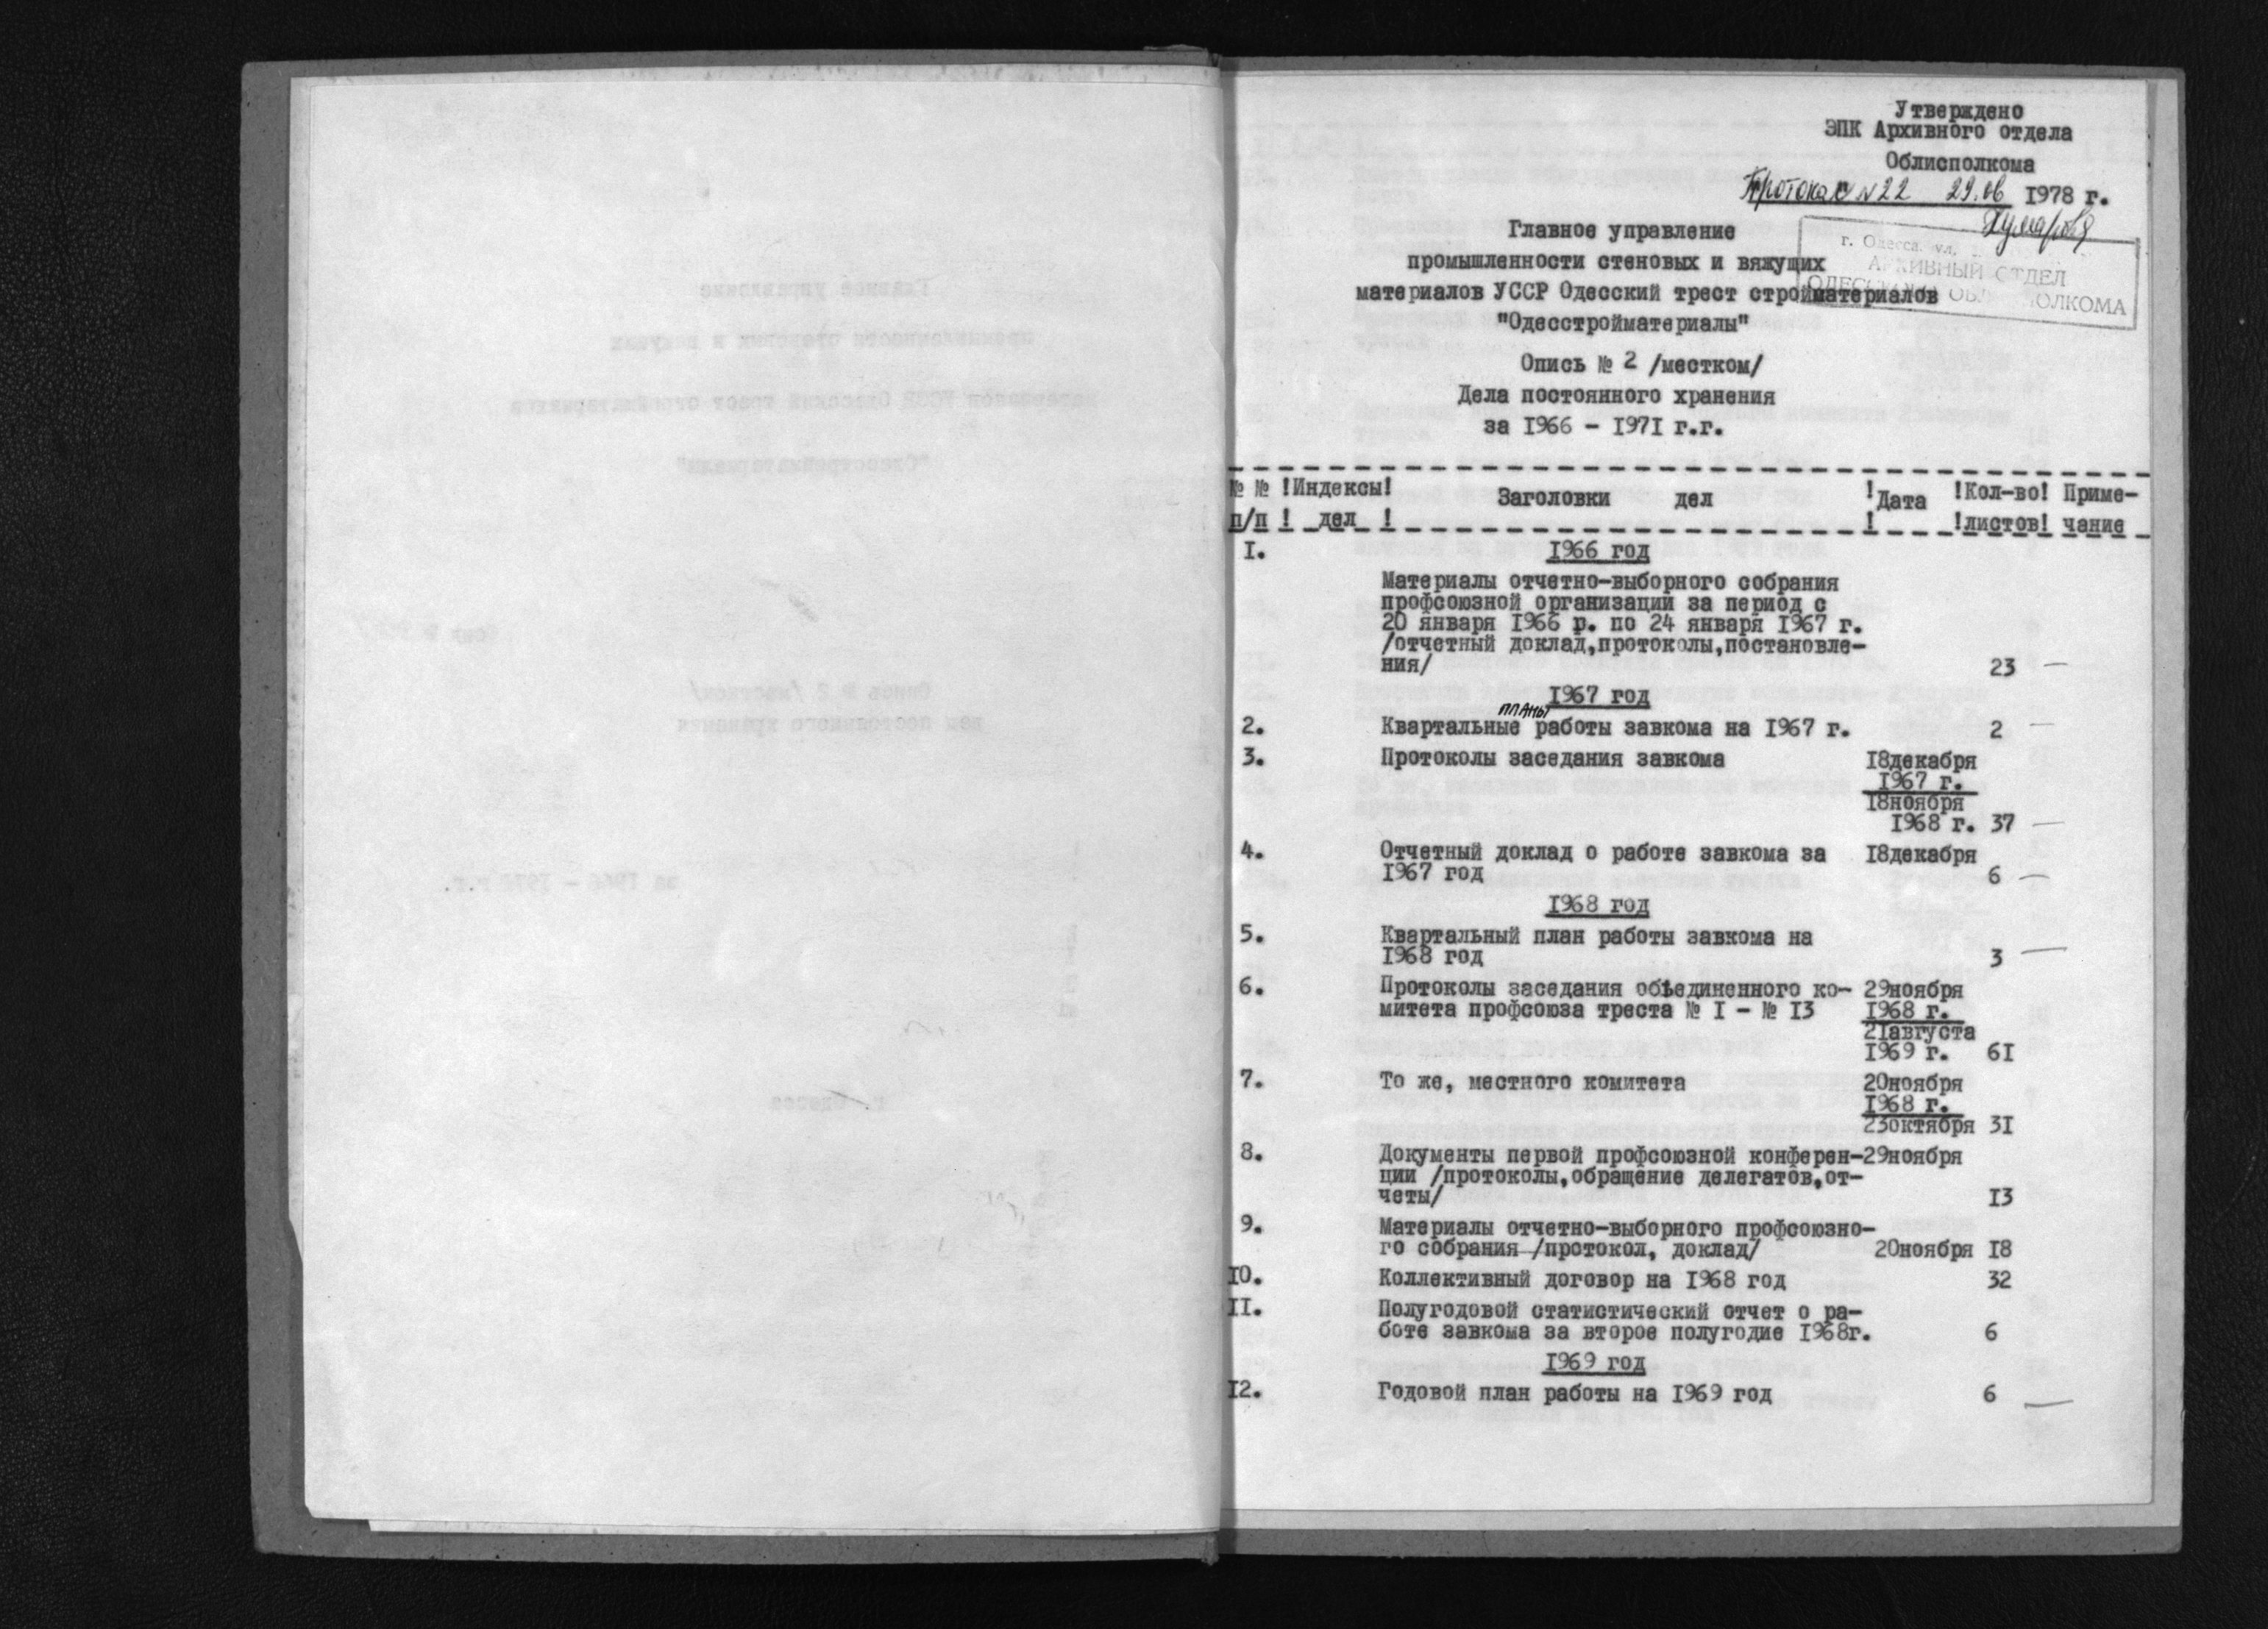 Утверждено
ЭПК Архивного отдела
Облисполкома
Протокол №22 29.06 1978 г.
г. Одесса, ул.
АРХИВНЫЙ ОТДЕЛ
ОДЕССКОГО ОБЛИСПОЛКОМА
Главное управление
промышленности стеновых и вяжущих
материалов УССР Одесский трест стройматериалов
"Одесстройматериалы"
Опись № 2 /местком/
Дела постоянного хранения
за 1966 – 1971 г.г.
№ № !Индексы! Заголовки дел ! Дата !Кол-во! Приме-
п/п ! дел ! ! !листов! чание
1. 1966 год
Материалы отчетно-выборного собрания
профсоюзной организации за период с
20 января 1966 р. по 24 января 1967 г.
/отчетный доклад,протоколы,постановле-
ния/ 23 —
1967 год
планы
2. Квартальные работы завкома на 1967 г. 2 —
3. Протоколы заседания завкома 18декабря
1967 г.
18ноября
1968 г. 37 —
4. Отчетный доклад о работе завкома за 18декабря
1967 год 6 —
1968 год
5. Квартальный план работы завкома на
1968 год 3 —
6. Протоколы заседания объединенного ко- 29ноября
митета профсоюза треста № 1 – № 13 1968 г.
21августа
1969 г. 61
7. То же, местного комитета 20ноября
1968 г.
23октября 31
8. Документы первой профсоюзной конферен-29ноября
ции /протоколы,обращение делегатов,от-
четы/ 13
9. Материалы отчетно-выборного профсоюзно-
го собрания /протокол, доклад/ 20ноября 18
10. Коллективный договор на 1968 год 32
11. Полугодовой статистический отчет о ра-
боте завкома за второе полугодие 1968г. 6
1969 год
12. Годовой план работы на 1969 год 6 —